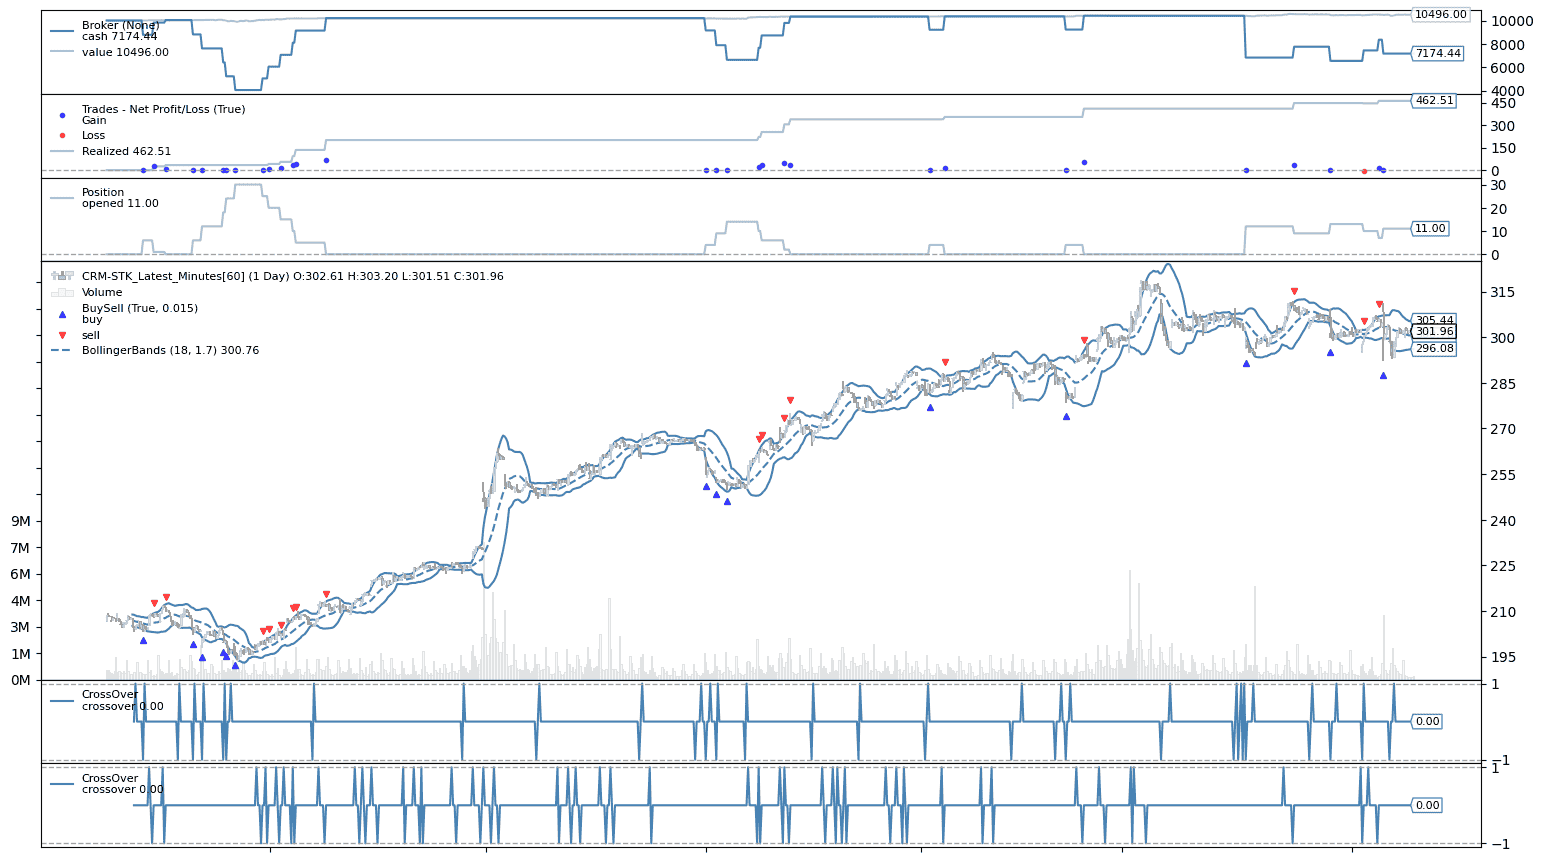 Broker (None)
cash 7174.44
value 10496.00
10496.00
7174.44
10000
8000
6000
4000
Trades - Net Profit/Loss (True)
Gain
Loss
Realized 462.51
462.51
450
300
150
0
Position
opened 11.00
11.00
30
20
10
0
CRM-STK_Latest_Minutes[60] (1 Day) O:302.61 H:303.20 L:301.51 C:301.96
Volume
BuySell (True, 0.015)
buy
sell
BollingerBands (18, 1.7) 300.76
305.44
301.96
296.08
315
300
285
270
255
240
225
210
195
9M
7M
6M
4M
3M
1M
0M
CrossOver
crossover 0.00
0.00
1
−1
CrossOver
crossover 0.00
0.00
1
−1